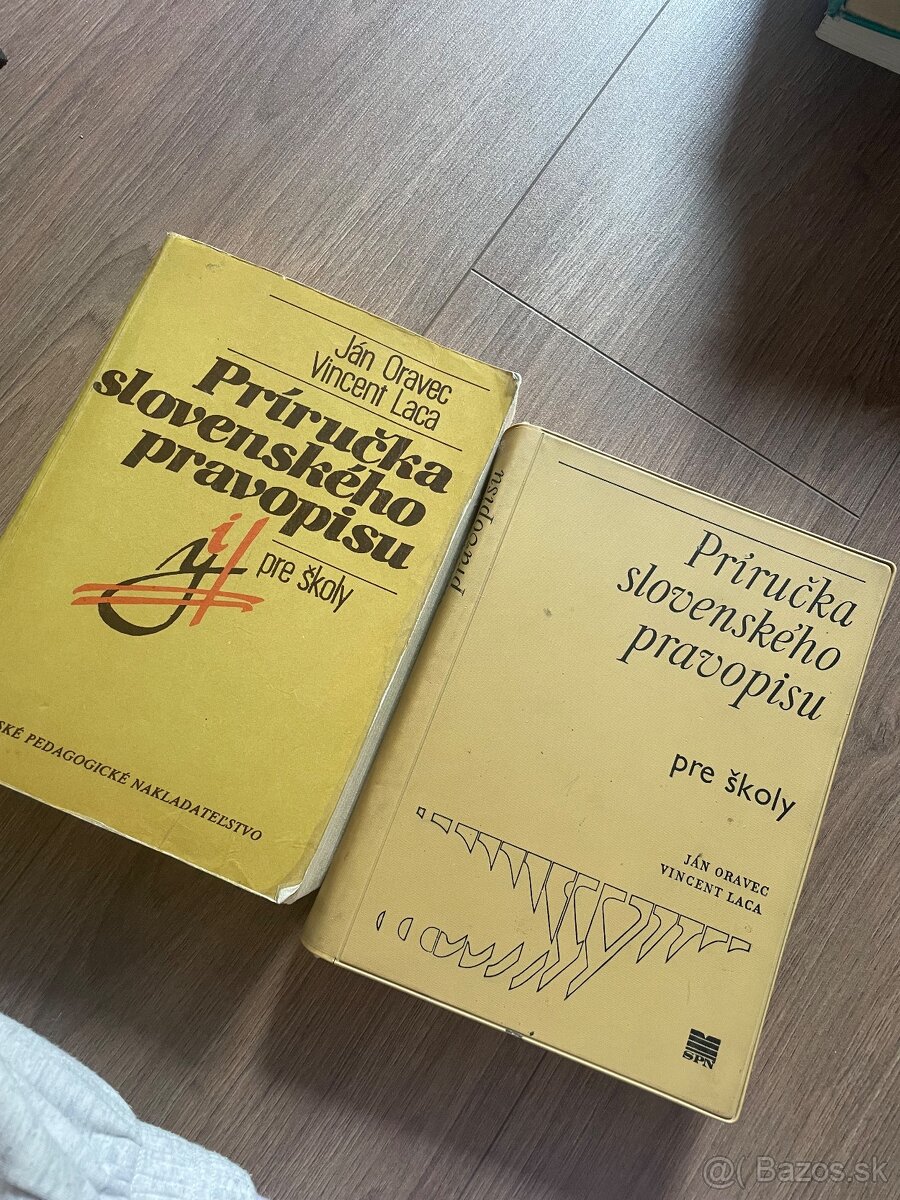 Ján Oravec
Vincent Laca
Príručka
slovenského
pravopisu
yi
pre školy
PEDAGOGICKÉ NAKLADATEĽSTVO
pravopisu
Príručka
slovenského
pravopisu
pre školy
JÁN ORAVEC
VINCENT LACA
SPN
Bazos.sk